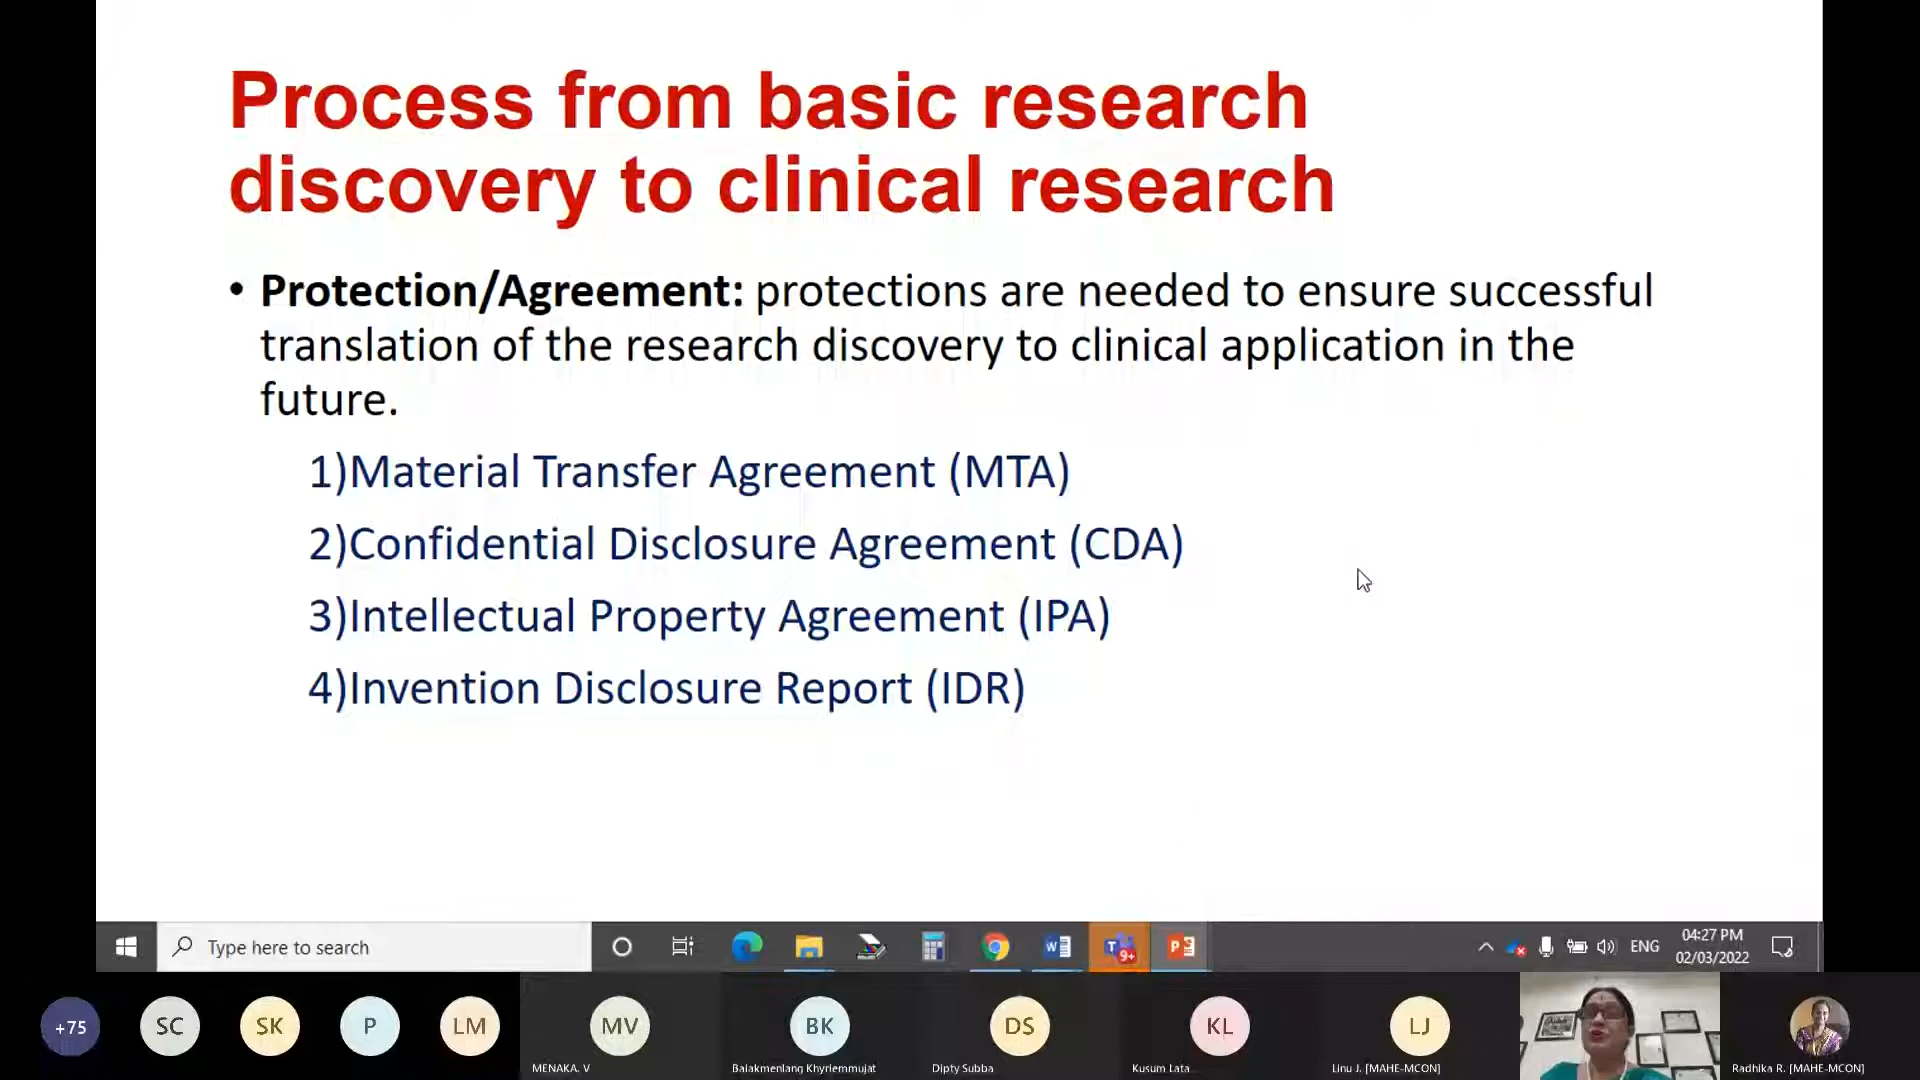 Process from basic research
discovery to clinical research
• Protection/Agreement: protections are needed to ensure successful
translation of the research discovery to clinical application in the
future.
1)Material Transfer Agreement (MTA)
2)Confidential Disclosure Agreement (CDA)
3)Intellectual Property Agreement (IPA)
4)Invention Disclosure Report (IDR)
Type here to search
9+
ENG
04:27 PM
02/03/2022
+75
SC
SK
P
LM
MV
BK
DS
KL
LJ
MENAKA. V
Baiakmenlang Khyriemmujat
Dipty Subba
Kusum Lata
Linu J. [MAHE-MCON]
Radhika R. [MAHE-MCON]